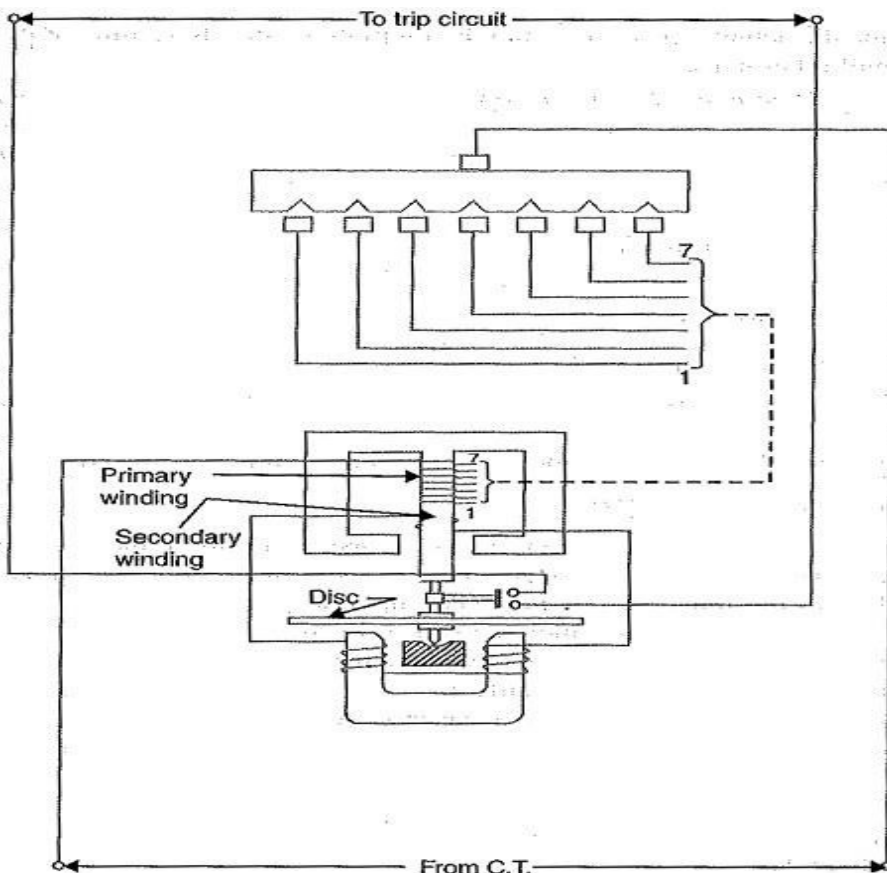 To trip circuit
7
1
7
Primary
winding
1
Secondary
winding
Disc
From C.T.